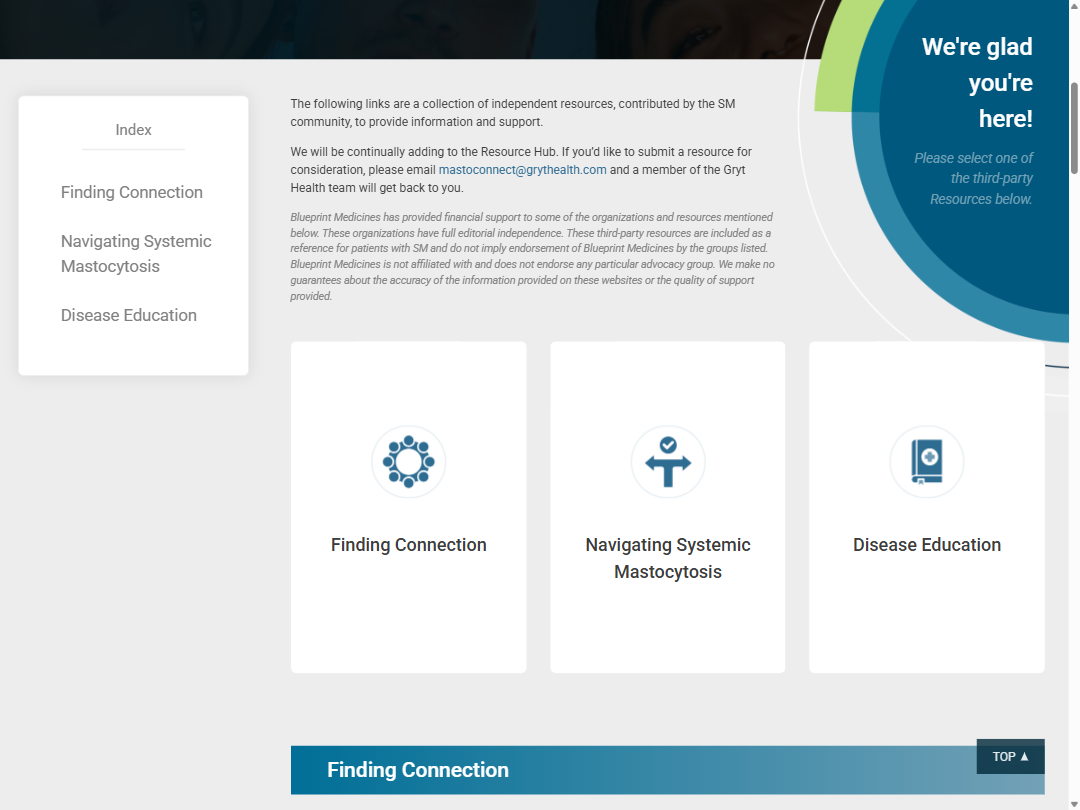 We're glad
you're
here!
Please select one of
the third-party
Resources below.
Index
Finding Connection
Navigating Systemic
Mastocytosis
Disease Education
The following links are a collection of independent resources, contributed by the SM
community, to provide information and support.
We will be continually adding to the Resource Hub. If you'd like to submit a resource for
consideration, please email mastoconnect@grythealth.com and a member of the Gryt
Health team will get back to you.
Blueprint Medicines has provided financial support to some of the organizations and resources mentioned
below. These organizations have full editorial independence. These third-party resources are included as a
reference for patients with SM and do not imply endorsement of Blueprint Medicines by the groups listed.
Blueprint Medicines is not affiliated with and does not endorse any particular advocacy group. We make no
guarantees about the accuracy of the information provided on these websites or the quality of support
provided.
Finding Connection
Navigating Systemic
Mastocytosis
Disease Education
Finding Connection
TOP ▲